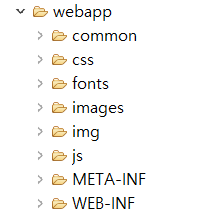 webapp
common
css
fonts
images
img
js
META-INF
WEB-INF